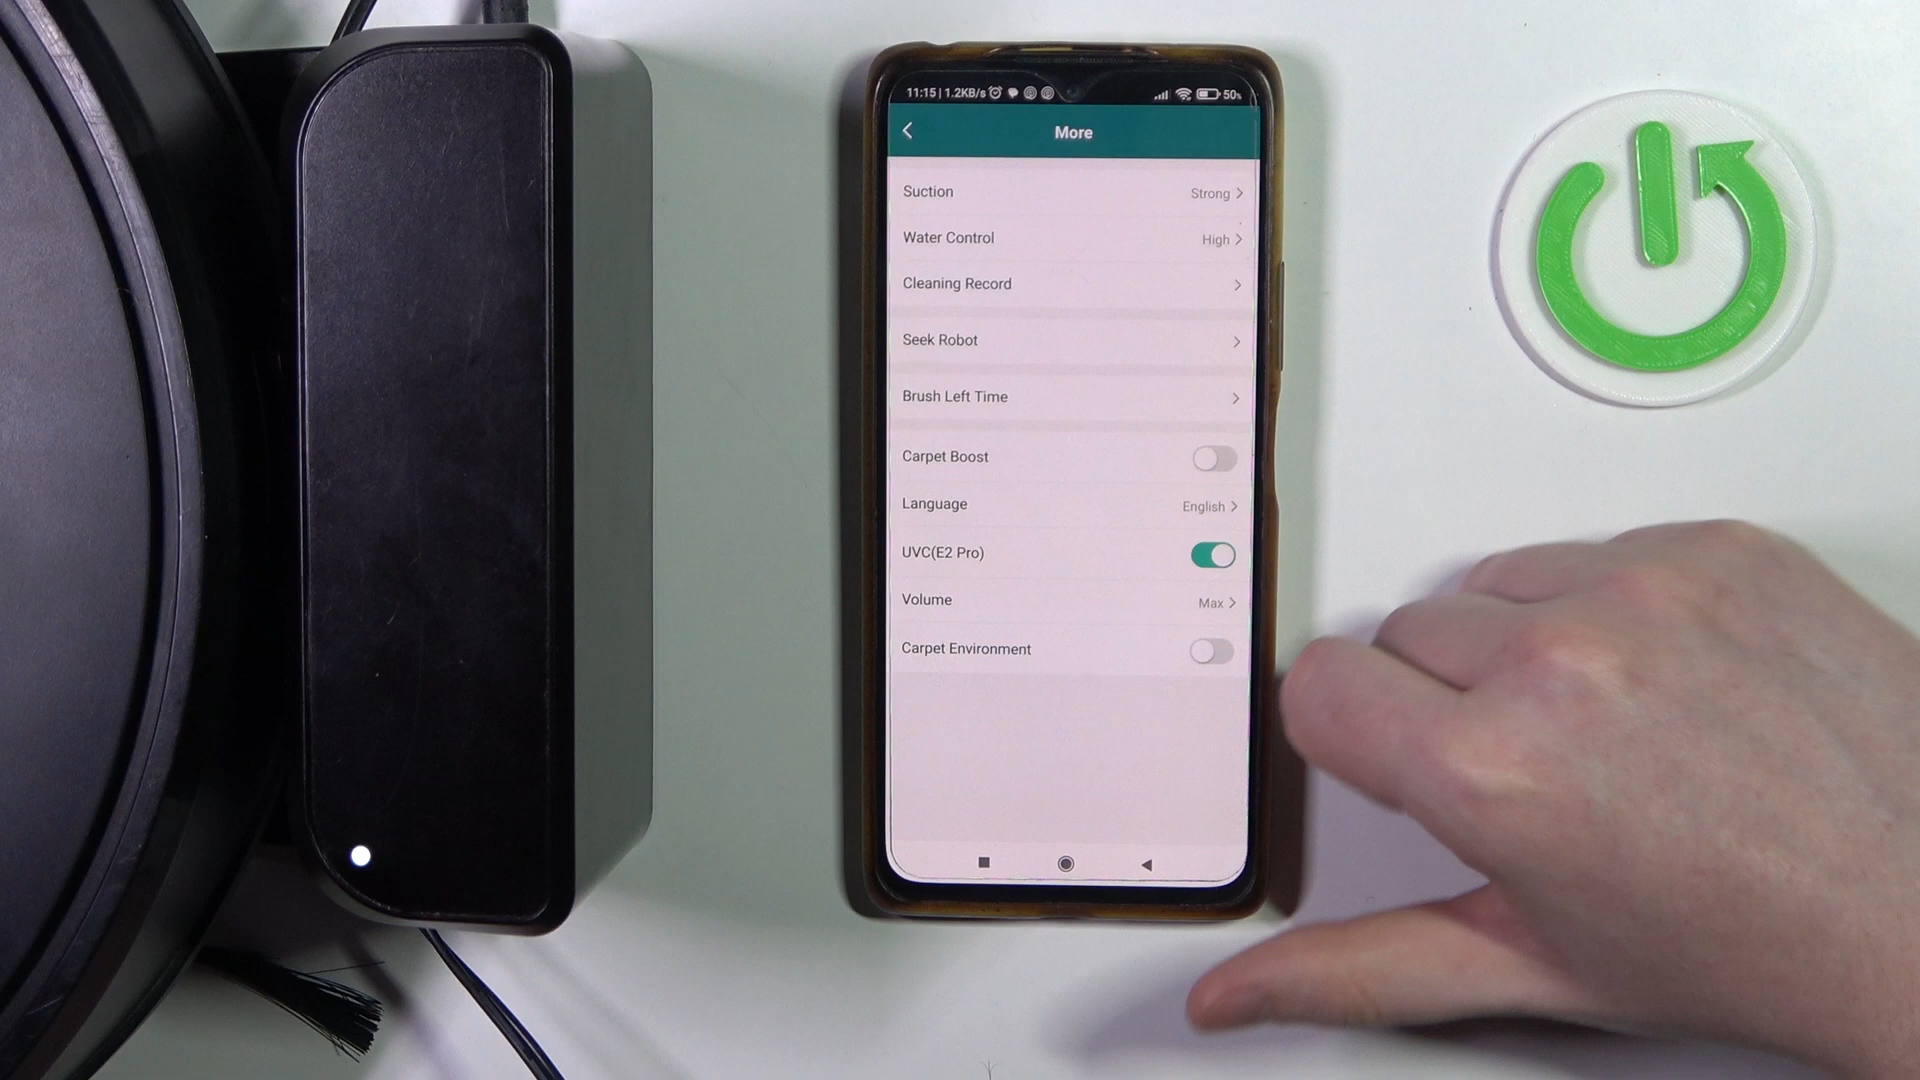 11:15 | 1.2KB/s 50%
More
Suction Strong
Water Control High
Cleaning Record
Seek Robot
Brush Left Time
Carpet Boost
Language English
UVC(E2 Pro)
Volume Max
Carpet Environment